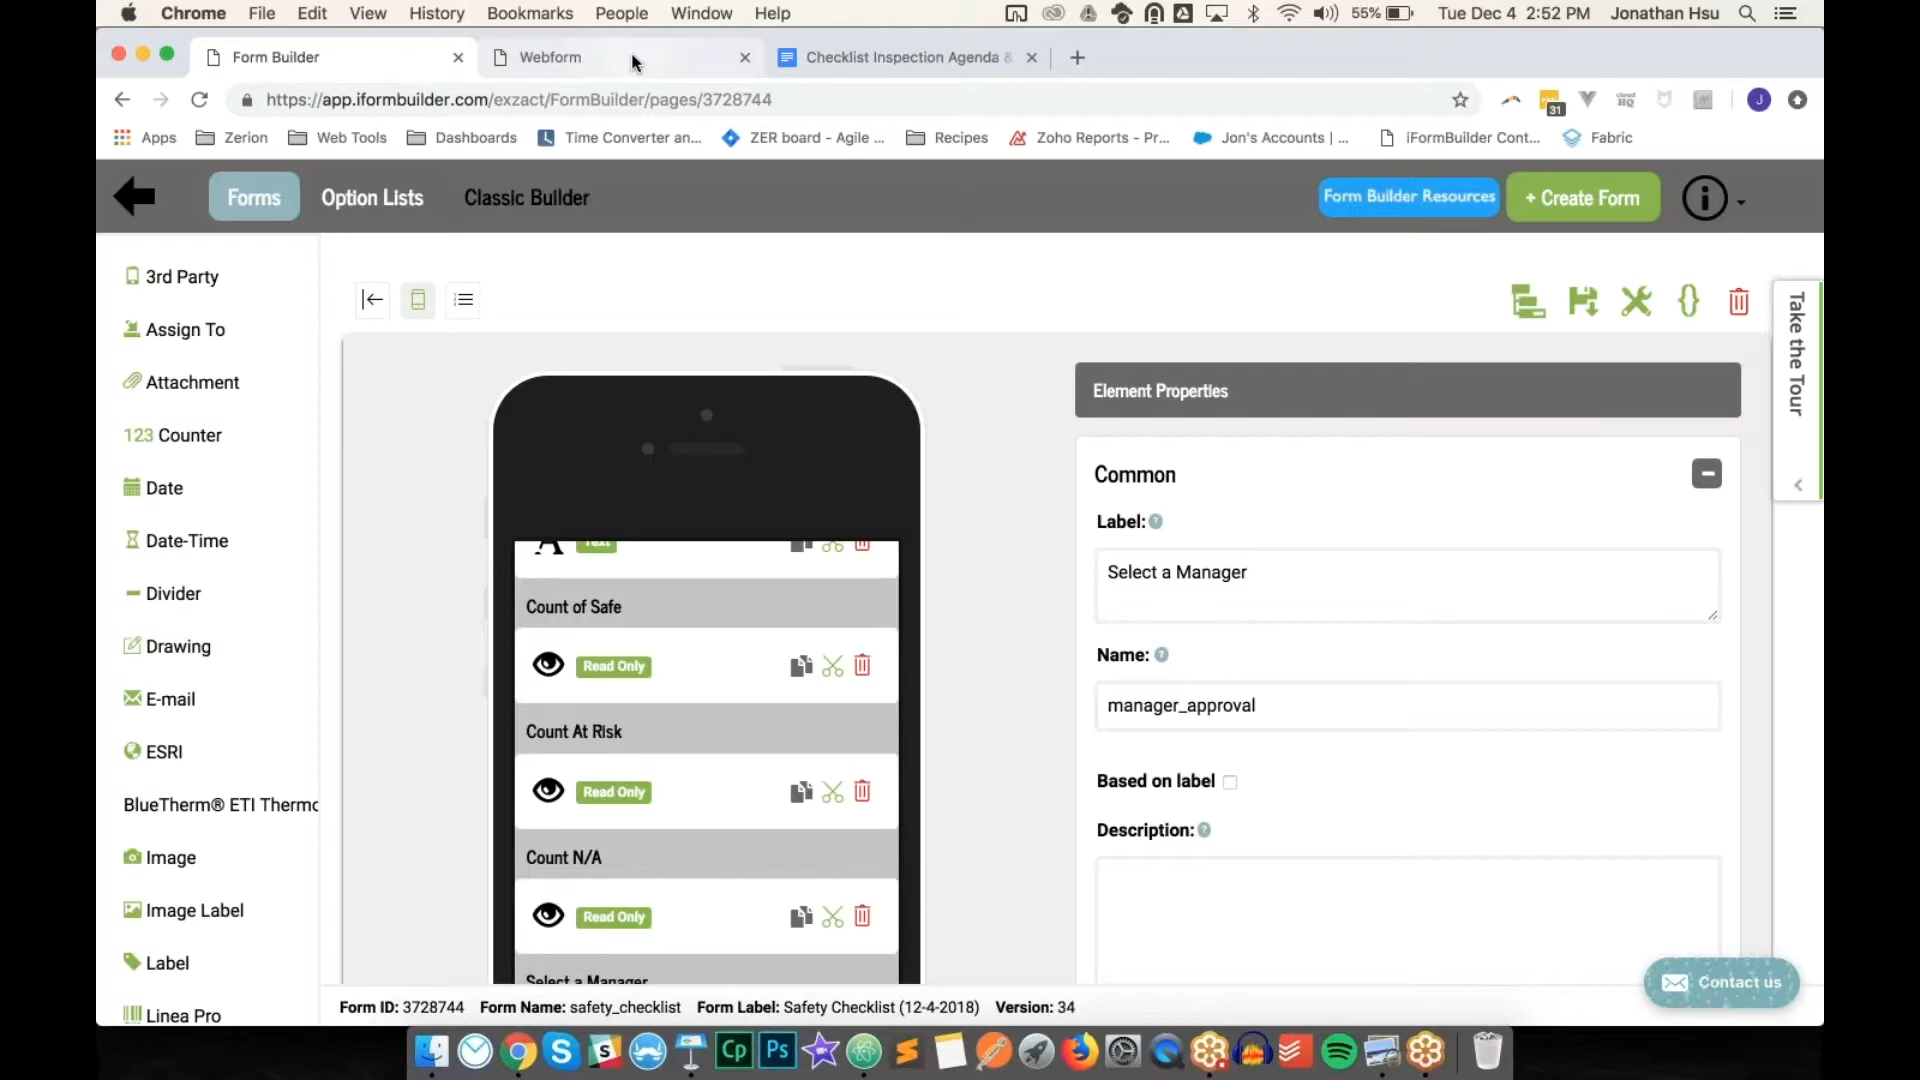 Chrome File Edit View History Bookmarks People Window Help 55% Tue Dec 4 2:52 PM Jonathan Hsu
Form Builder Webform Checklist Inspection Agenda &
https://app.iformbuilder.com/exzact/FormBuilder/pages/3728744 31 J
Apps Zerion Web Tools Dashboards Time Converter an... ZER board - Agile ... Recipes Zoho Reports - Pr... Jon's Accounts | ... iFormBuilder Cont... Fabric
Forms Option Lists Classic Builder Form Builder Resources + Create Form
3rd Party
Assign To
Attachment
123 Counter
Date
Date-Time
Divider
Drawing
E-mail
ESRI
BlueTherm® ETI Thermo
Image
Image Label
Label
Linea Pro
Text
Count of Safe
Read Only
Count At Risk
Read Only
Count N/A
Read Only
Select a Manager
Element Properties
Common
Label:
Select a Manager
Name:
manager_approval
Based on label
Description:
Take the Tour
Contact us
Form ID: 3728744 Form Name: safety_checklist Form Label: Safety Checklist (12-4-2018) Version: 34
Cp Ps